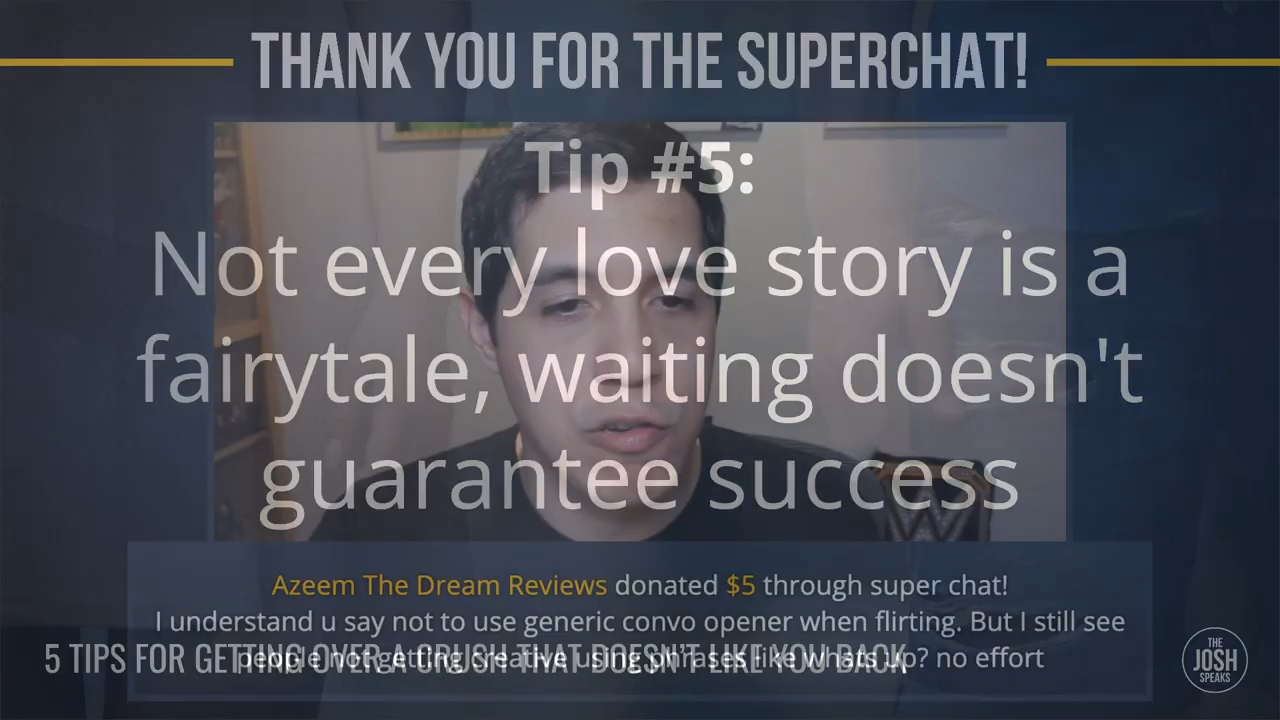 THANK YOU FOR THE SUPERCHAT!
Tip #5:
Not every love story is a
fairytale, waiting doesn't
guarantee success
Azeem The Dream Reviews donated $5 through super chat!
I understand u say not to use generic convo opener when flirting. But I still see
people not getting creative using phrases like whats up? no effort
5 TIPS FOR GETTING OVER A CRUSH THAT DOESN'T LIKE YOU BACK
THE
JOSH
SPEAKS